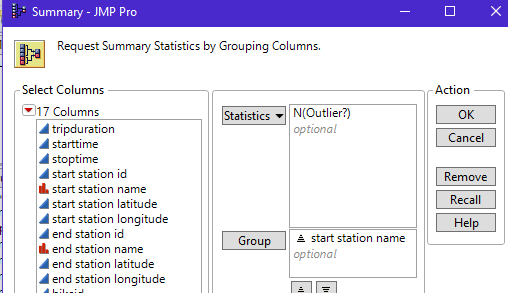 Summary - JMP Pro
Request Summary Statistics by Grouping Columns.
Select Columns
17 Columns
tripduration
starttime
stoptime
start station id
start station name
start station latitude
start station longitude
end station id
end station name
end station latitude
end station longitude
Statistics
N(Outlier?)
optional
Group
start station name
optional
Action
OK
Cancel
Remove
Recall
Help